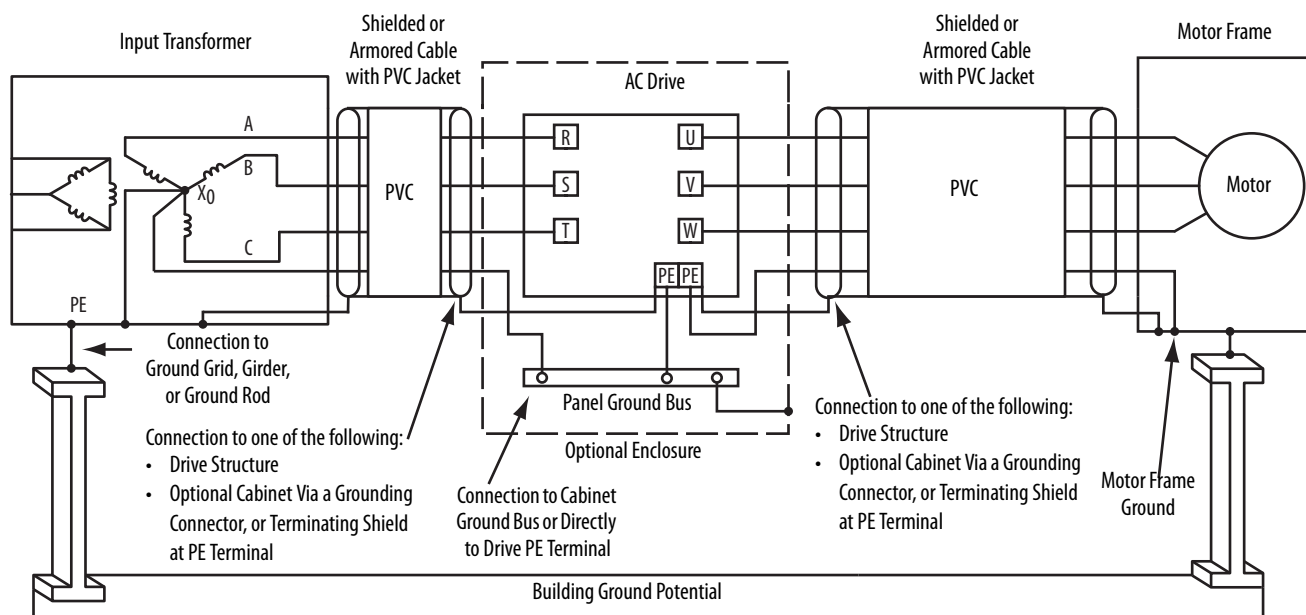 Input Transformer
Shielded or
Armored Cable
with PVC Jacket
AC Drive
Shielded or
Armored Cable
with PVC Jacket
Motor Frame
A
B
X0
C
PE
PVC
R
S
T
U
V
W
PE
PE
PVC
Motor
Connection to
Ground Grid, Girder,
or Ground Rod
Panel Ground Bus
Optional Enclosure
Connection to one of the following:
• Drive Structure
• Optional Cabinet Via a Grounding
Connector, or Terminating Shield
at PE Terminal
Connection to Cabinet
Ground Bus or Directly
to Drive PE Terminal
Connection to one of the following:
• Drive Structure
• Optional Cabinet Via a Grounding
Connector, or Terminating Shield
at PE Terminal
Motor Frame
Ground
Building Ground Potential